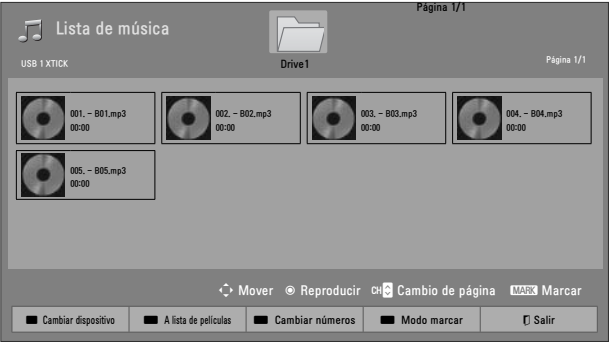 Página 1/1
Lista de música
USB 1 XTICK
Drive1
Página 1/1
001. - B01.mp3
00:00
002. - B02.mp3
00:00
003. - B03.mp3
00:00
004. - B04.mp3
00:00
005. - B05.mp3
00:00
Mover Reproducir CH Cambio de página MARK Marcar
Cambiar dispositivo A lista de películas Cambiar números Modo marcar Salir